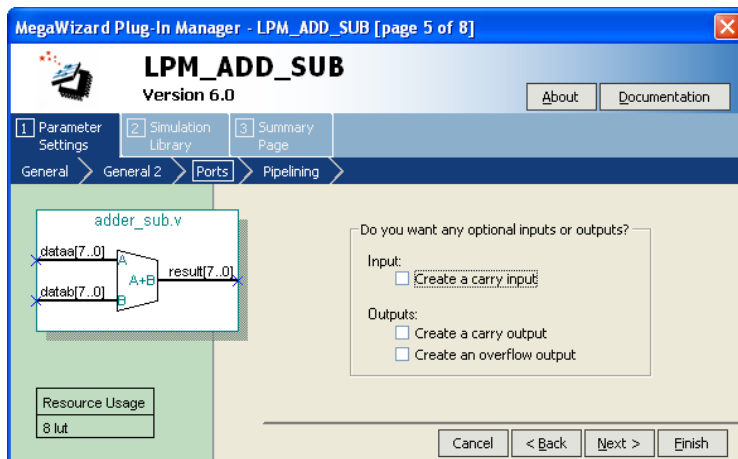 MegaWizard Plug-In Manager - LPM_ADD_SUB [page 5 of 8]
LPM_ADD_SUB
Version 6.0
About
Documentation
1 Parameter Settings
2 Simulation Library
3 Summary Page
General
General 2
Ports
Pipelining
adder_sub.v
dataa[7..0]
A
A+B
result[7..0]
datab[7..0]
B
Resource Usage
8 lut
Do you want any optional inputs or outputs?
Input:
Create a carry input
Outputs:
Create a carry output
Create an overflow output
Cancel
< Back
Next >
Finish